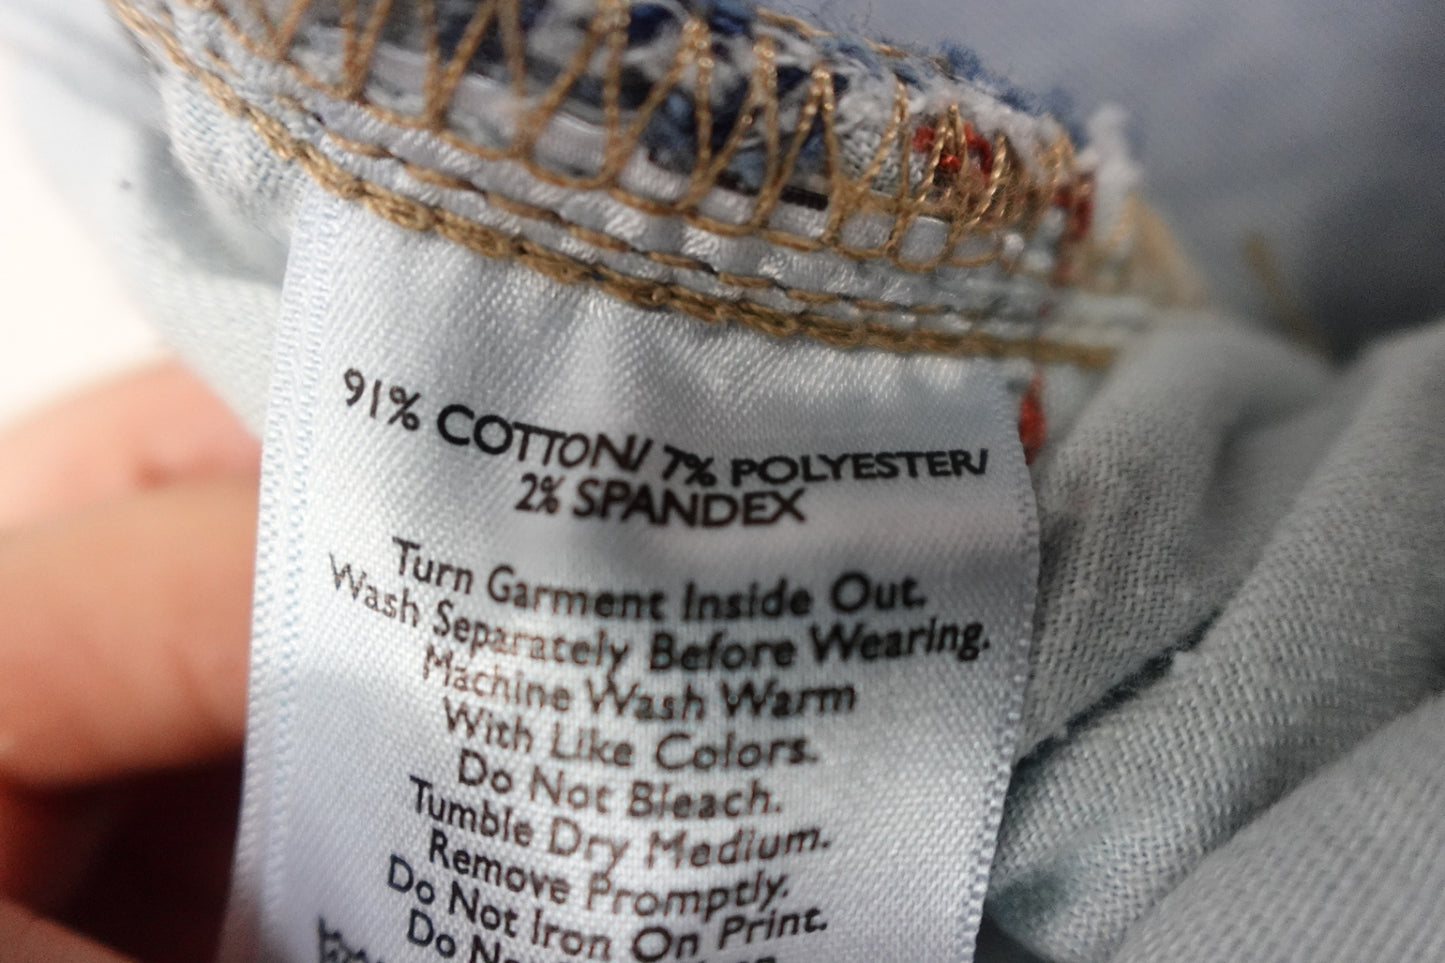 91% COTTON/ 7% POLYESTER/
2% SPANDEX
Turn Garment Inside Out.
Wash Separately Before Wearing.
Machine Wash Warm
With Like Colors.
Do Not Bleach.
Tumble Dry Medium.
Remove Promptly.
Do Not Iron On Print.
Do